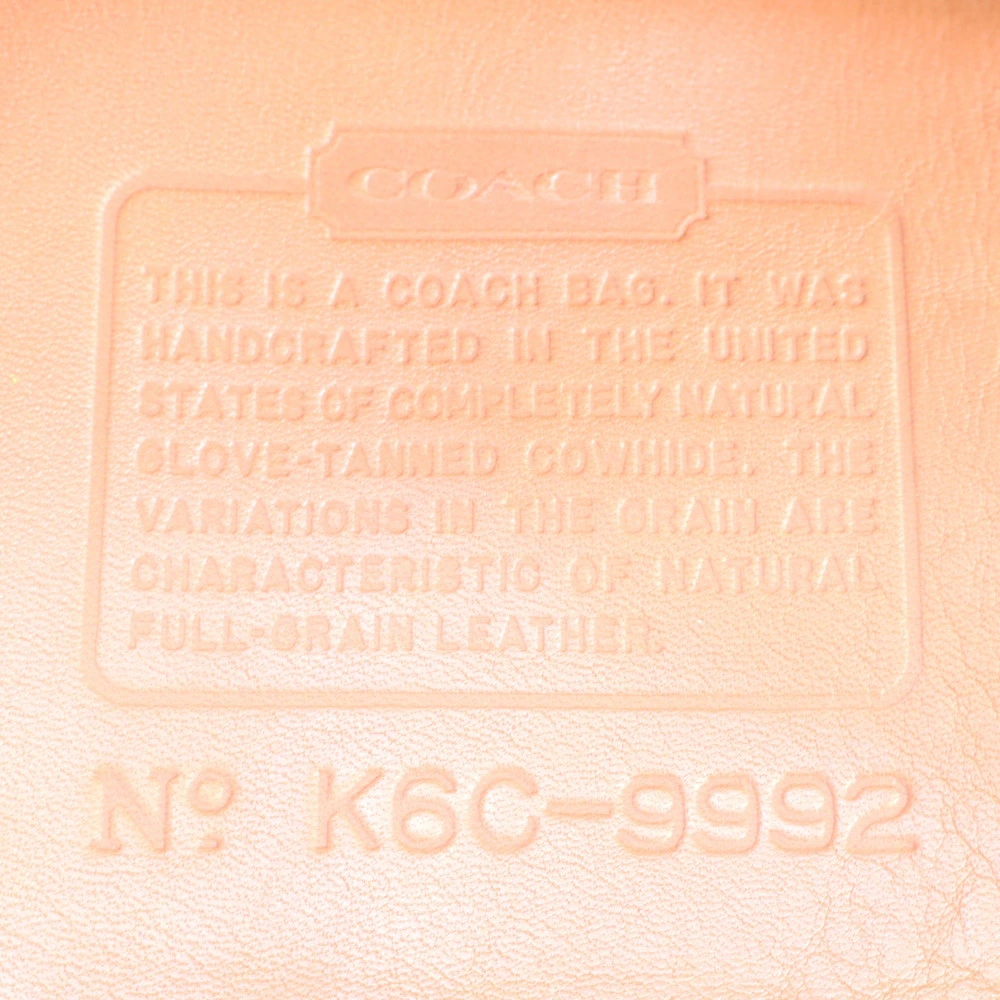 COACH
THIS IS A COACH BAG. IT WAS
HANDCRAFTED IN THE UNITED
STATES OF COMPLETELY NATURAL
GLOVE-TANNED COWHIDE. THE
VARIATIONS IN THE GRAIN ARE
CHARACTERISTIC OF NATURAL
FULL-GRAIN LEATHER.
Nº K6C-9992